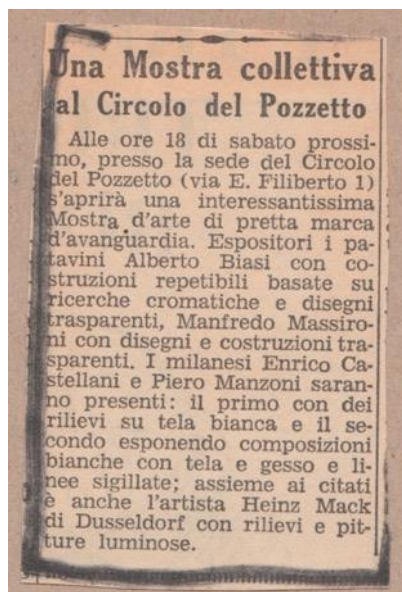 Una Mostra collettiva
al Circolo del Pozzetto
Alle ore 18 di sabato prossi-
mo, presso la sede del Circolo
del Pozzetto (via E. Filiberto 1)
s'aprirà una interessantissima
Mostra d'arte di pretta marca
d'avanguardia. Espositori i pa-
tavini Alberto Biasi con co-
struzioni repetibili basate su
ricerche cromatiche e disegni
trasparenti, Manfredo Massiro-
ni con disegni e costruzioni tra-
sparenti. I milanesi Enrico Ca-
stellani e Piero Manzoni saran-
no presenti: il primo con dei
rilievi su tela bianca e il se-
condo esponendo composizioni
bianche con tela e gesso e li-
nee sigillate; assieme ai citati
è anche l'artista Heinz Mack
di Dusseldorf con rilievi e pit-
ture luminose.